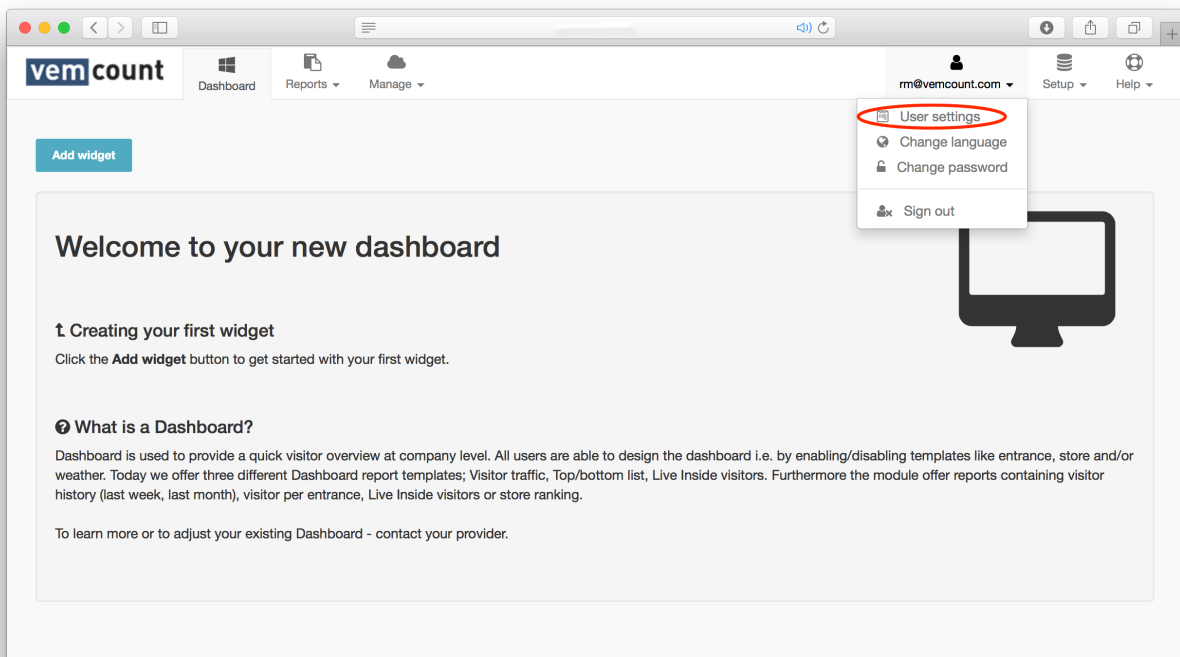 vemcount
Dashboard
Reports
Manage
rm@vemcount.com
Setup
Help
User settings
Change language
Change password
Sign out
Add widget
Welcome to your new dashboard
Creating your first widget
Click the Add widget button to get started with your first widget.
What is a Dashboard?
Dashboard is used to provide a quick visitor overview at company level. All users are able to design the dashboard i.e. by enabling/disabling templates like entrance, store and/or
weather. Today we offer three different Dashboard report templates; Visitor traffic, Top/bottom list, Live Inside visitors. Furthermore the module offer reports containing visitor
history (last week, last month), visitor per entrance, Live Inside visitors or store ranking.
To learn more or to adjust your existing Dashboard - contact your provider.